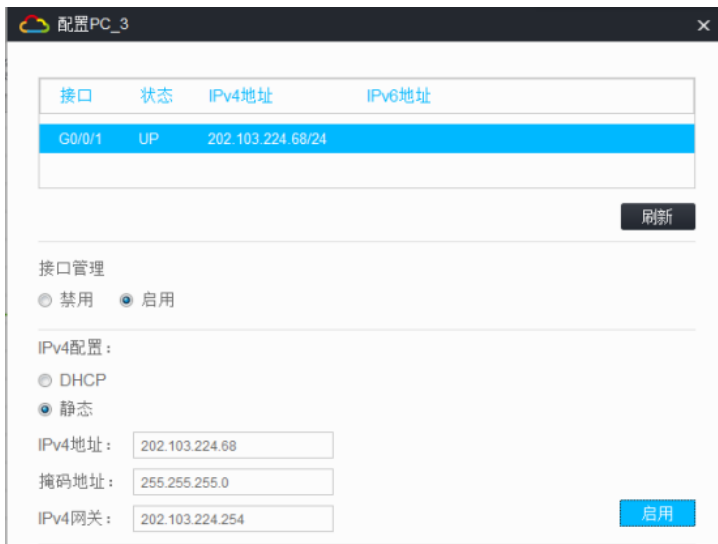 配置PC_3
接口 状态 IPv4地址 IPv6地址
G0/0/1 UP 202.103.224.68/24
刷新
接口管理
禁用 启用
IPv4配置：
DHCP
静态
IPv4地址： 202.103.224.68
掩码地址： 255.255.255.0
IPv4网关： 202.103.224.254
启用